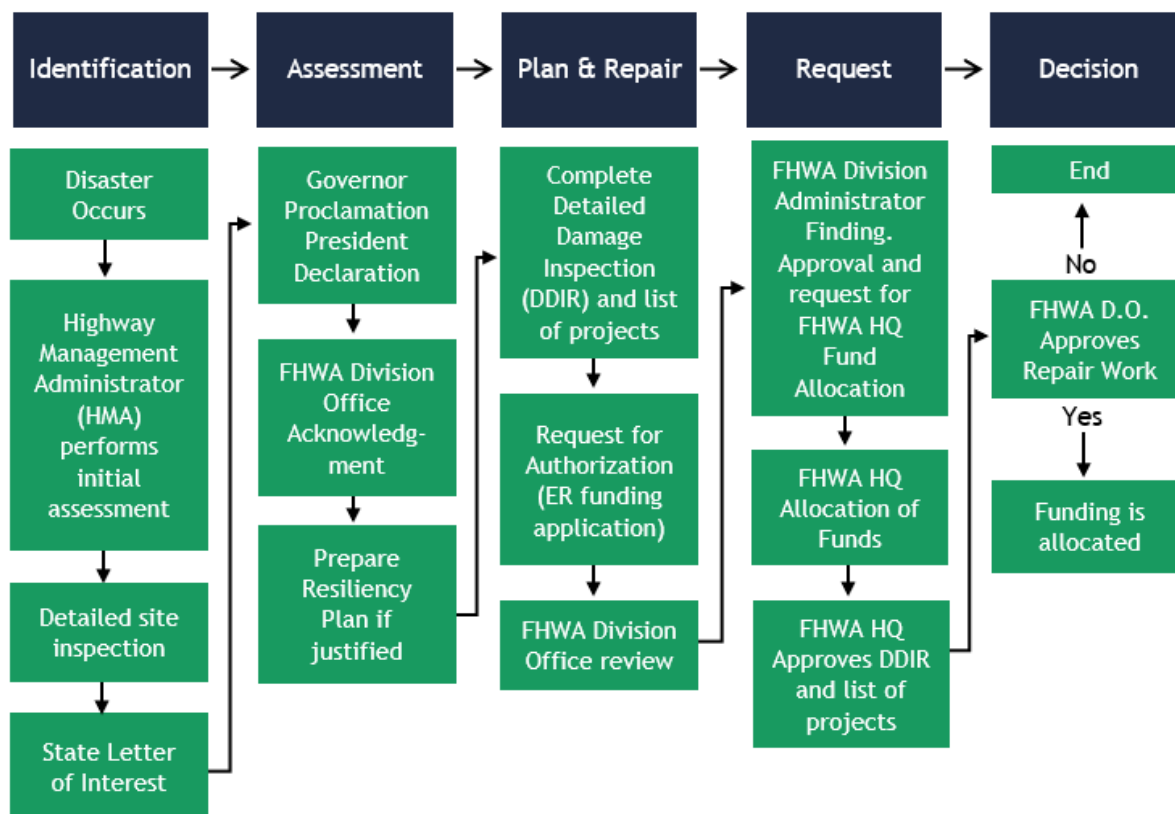 Identification
Assessment
Plan & Repair
Request
Decision
Disaster
Occurs
Highway
Management
Administrator
(HMA)
performs
initial
assessment
Detailed site
inspection
State Letter
of Interest
Governor
Proclamation
President
Declaration
FHWA Division
Office
Acknowledg-
ment
Prepare
Resiliency
Plan if
justified
Complete
Detailed
Damage
Inspection
(DDIR) and list
of projects
Request for
Authorization
(ER funding
application)
FHWA Division
Office review
FHWA Division
Administrator
Finding.
Approval and
request for
FHWA HQ
Fund
Allocation
FHWA HQ
Allocation of
Funds
FHWA HQ
Approves DDIR
and list of
projects
End
No
FHWA D.O.
Approves
Repair Work
Yes
Funding is
allocated